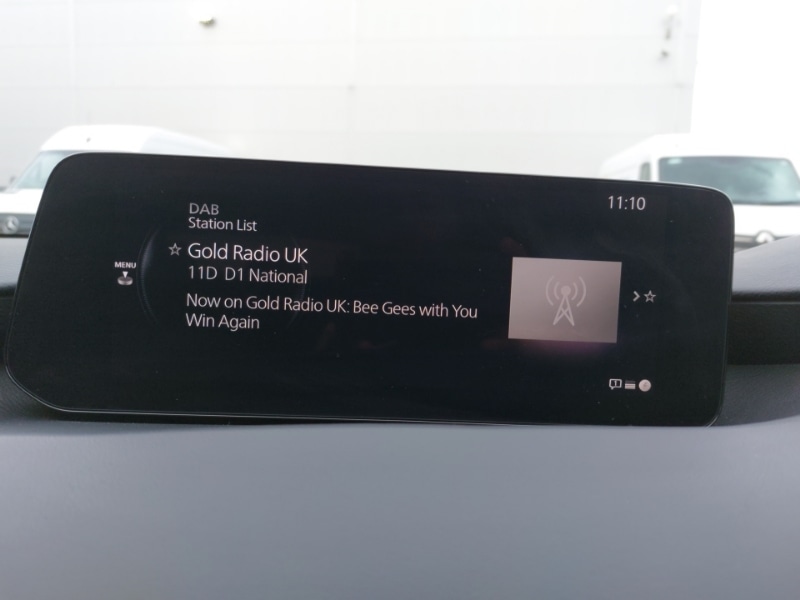 DAB
11:10
Station List
Gold Radio UK
MENU
11D D1 National
Now on Gold Radio UK: Bee Gees with You
Win Again